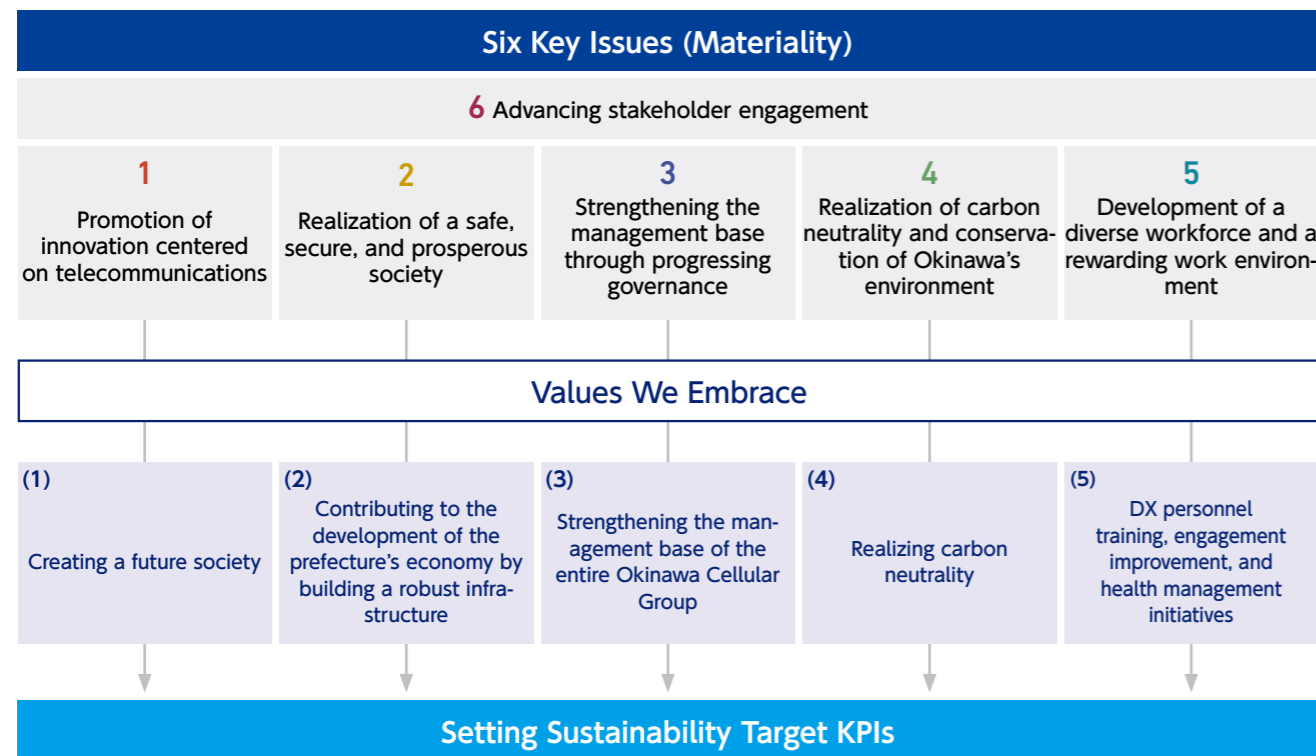 Six Key Issues (Materiality)
6 Advancing stakeholder engagement
1
Promotion of
innovation centered
on telecommunications
2
Realization of a safe,
secure, and prosperous
society
3
Strengthening the
management base
through progressing
governance
4
Realization of carbon
neutrality and conserva-
tion of Okinawa's
environment
5
Development of a
diverse workforce and a
rewarding work environ-
ment
Values We Embrace
(1)
Creating a future society
(2)
Contributing to the
development of the
prefecture's economy by
building a robust infra-
structure
(3)
Strengthening the man-
agement base of the
entire Okinawa Cellular
Group
(4)
Realizing carbon
neutrality
(5)
DX personnel
training, engagement
improvement, and
health management
initiatives
Setting Sustainability Target KPIs